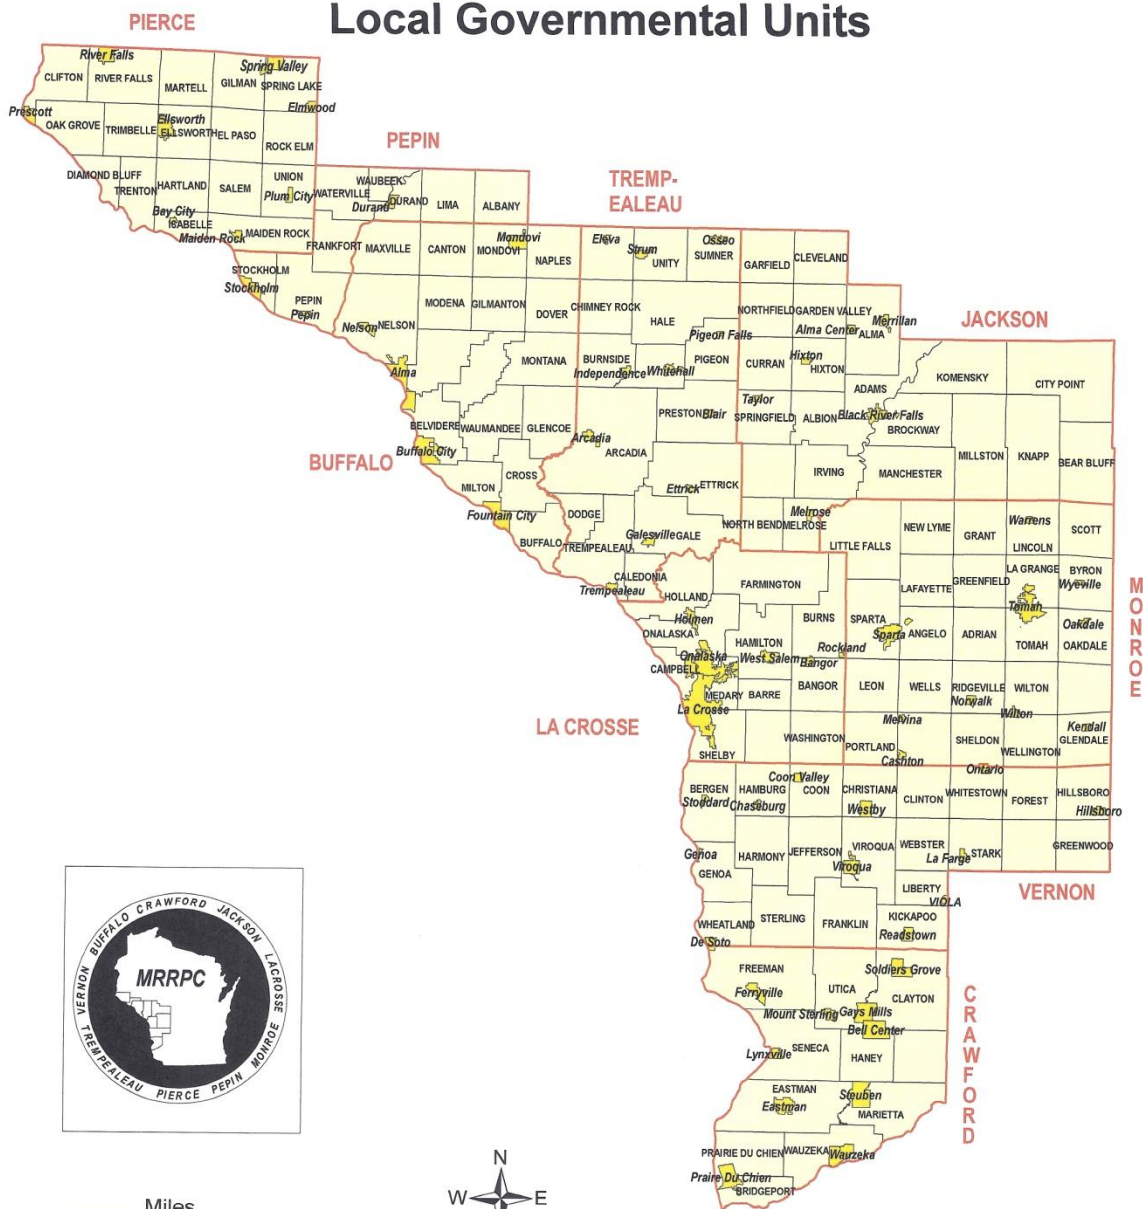 Local Governmental Units
PIERCE
River Falls
Spring Valley
CLIFTON
RIVER FALLS
MARTELL
GILMAN
SPRING LAKE
Elmwood
Prescott
OAK GROVE
TRIMBELLE
Ellsworth
ELLSWORTH
EL PASO
ROCK ELM
DIAMOND BLUFF
TRENTON
HARTLAND
SALEM
UNION
Plum City
Bay City
ISABELLE
Maiden Rock
MAIDEN ROCK
PEPIN
WATERVILLE
WAUBEEK
Durand
DURAND
LIMA
ALBANY
FRANKFORT
STOCKHOLM
Stockholm
PEPIN
Pepin
TREMP-
EALEAU
MAXVILLE
CANTON
MONDOVI
Mondovi
NAPLES
Eleva
Strum
UNITY
Osseo
SUMNER
GARFIELD
CLEVELAND
MODENA
GILMANTON
DOVER
CHIMNEY ROCK
HALE
Pigeon Falls
NORTHFIELD
GARDEN VALLEY
Alma Center
ALMA
Merrillan
JACKSON
Nelson
NELSON
Alma
MONTANA
BURNSIDE
Independence
Whitehall
PIGEON
CURRAN
Hixton
HIXTON
ADAMS
KOMENSKY
CITY POINT
BELVIDERE
WAUMANDEE
GLENCOE
Arcadia
ARCADIA
PRESTON
Blair
Taylor
SPRINGFIELD
ALBION
Black River Falls
BROCKWAY
MILLSTON
KNAPP
BEAR BLUFF
BUFFALO
Buffalo City
MILTON
CROSS
Fountain City
BUFFALO
DODGE
TREMPEALEAU
Ettrick
ETTRICK
Galesville
GALE
IRVING
MANCHESTER
NORTH BEND
Melrose
MELROSE
LITTLE FALLS
NEW LYME
GRANT
Warrens
LINCOLN
SCOTT
Trempealeau
CALEDONIA
HOLLAND
FARMINGTON
LAFAYETTE
GREENFIELD
LA GRANGE
BYRON
Wyeville
MONROE
Holmen
ONALASKA
HAMILTON
BURNS
SPARTA
Sparta
ANGELO
ADRIAN
Tomah
TOMAH
Oakdale
OAKDALE
Onalaska
CAMPBELL
West Salem
Bangor
Rockland
BANGOR
LEON
WELLS
RIDGEVILLE
Norwalk
WILTON
Wilton
MEDARY
BARRE
La Crosse
LA CROSSE
SHELBY
WASHINGTON
PORTLAND
Melvina
Cashton
SHELDON
WELLINGTON
Kendall
GLENDALE
Ontario
BERGEN
Stoddard
HAMBURG
Chaseburg
Coon Valley
COON
CHRISTIANA
Westby
CLINTON
WHITESTOWN
FOREST
HILLSBORO
Hillsboro
Genoa
GENOA
HARMONY
JEFFERSON
VIROQUA
Viroqua
WEBSTER
La Farge
STARK
GREENWOOD
VERNON
WHEATLAND
STERLING
FRANKLIN
LIBERTY
VIOLA
KICKAPOO
Readstown
De Soto
FREEMAN
Ferryville
UTICA
Soldiers Grove
CLAYTON
Mount Sterling
Gays Mills
Bell Center
CRAWFORD
Lynxville
SENECA
HANEY
EASTMAN
Eastman
Steuben
MARIETTA
PRAIRIE DU CHIEN
WAUZEKA
Wauzeka
Praire Du Chien
BRIDGEPORT
VERNON BUFFALO CRAWFORD JACKSON LACROSSE
MRRPC
TREMPEALEAU PIERCE PEPIN MONROE
Miles
N
W
E